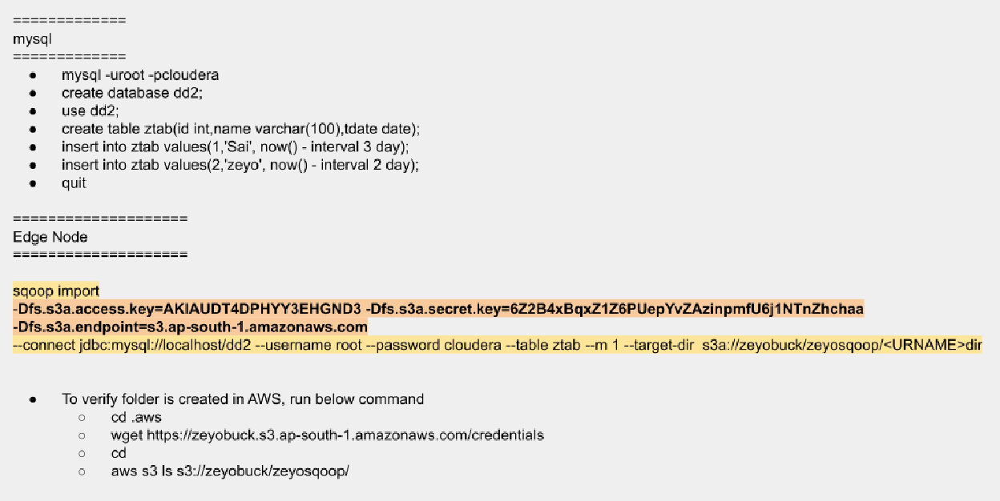 =============
mysql
=============
● mysql -uroot -pcloudera
● create database dd2;
● use dd2;
● create table ztab(id int,name varchar(100),tdate date);
● insert into ztab values(1,'Sai', now() - interval 3 day);
● insert into ztab values(2,'zeyo', now() - interval 2 day);
● quit
====================
Edge Node
====================
sqoop import
-Dfs.s3a.access.key=AKIAUDT4DPHYY3EHGND3 -Dfs.s3a.secret.key=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
-Dfs.s3a.endpoint=s3.ap-south-1.amazonaws.com
--connect jdbc:mysql://localhost/dd2 --username root --password cloudera --table ztab --m 1 --target-dir s3a://zeyobuck/zeyosqoop/<URNAME>dir
● To verify folder is created in AWS, run below command
○ cd .aws
○ wget https://zeyobuck.s3.ap-south-1.amazonaws.com/credentials
○ cd
○ aws s3 ls s3://zeyobuck/zeyosqoop/